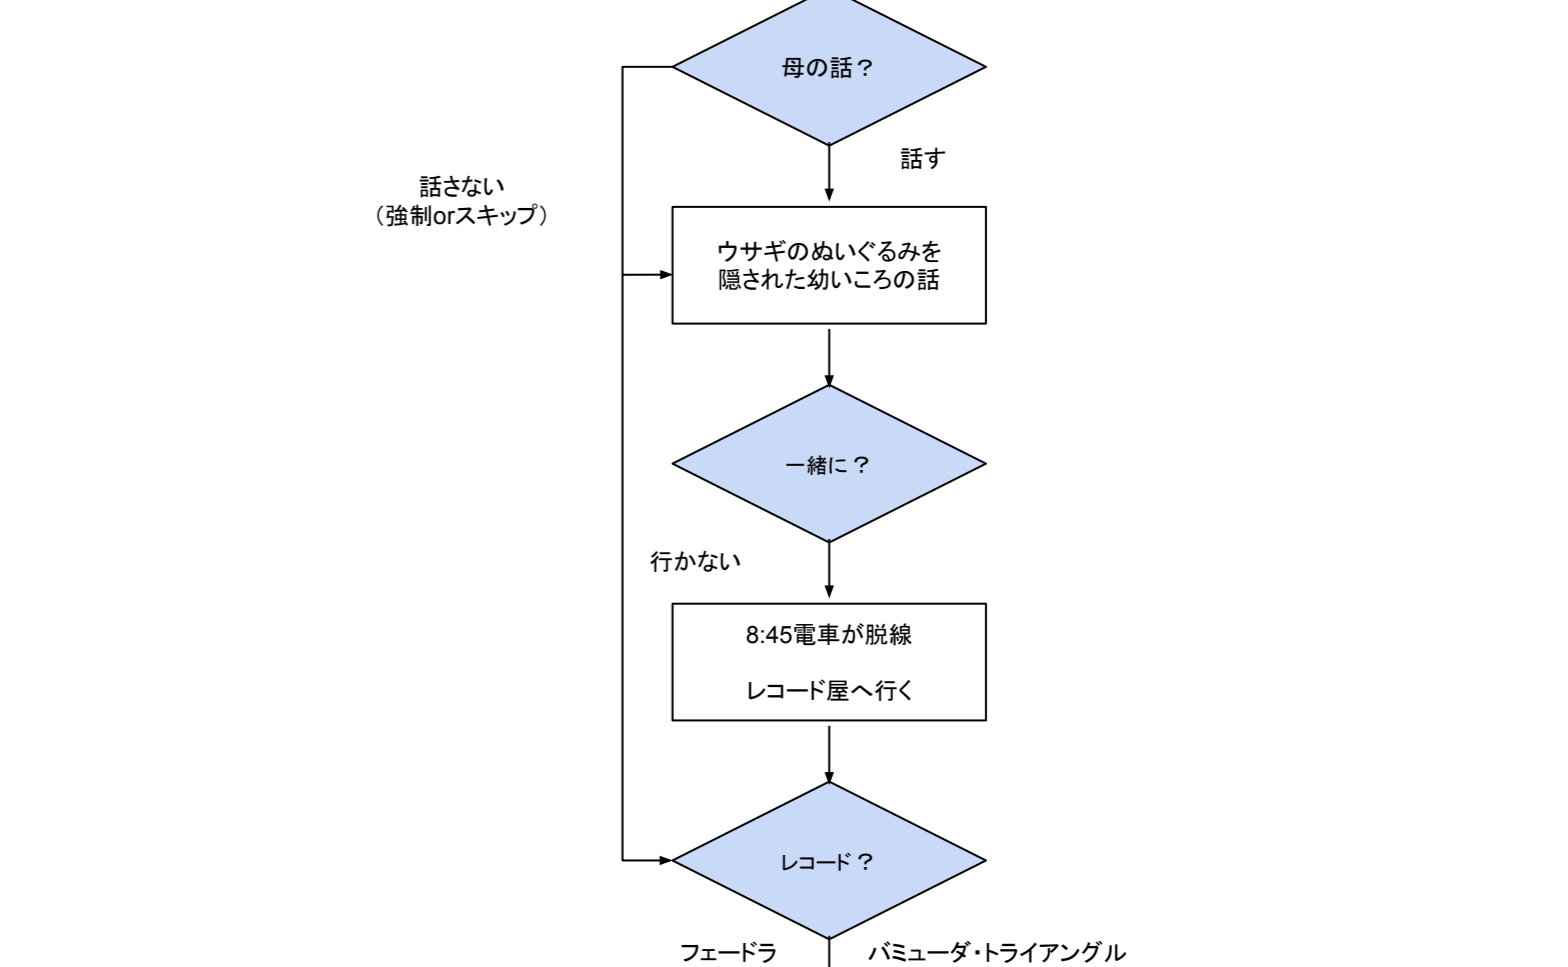 母の話？
話す
話さない
（強制orスキップ）
ウサギのぬいぐるみを
隠された幼いころの話
一緒に？
行かない
8:45電車が脱線
レコード屋へ行く
レコード？
フェードラ
バミューダ・トライアングル